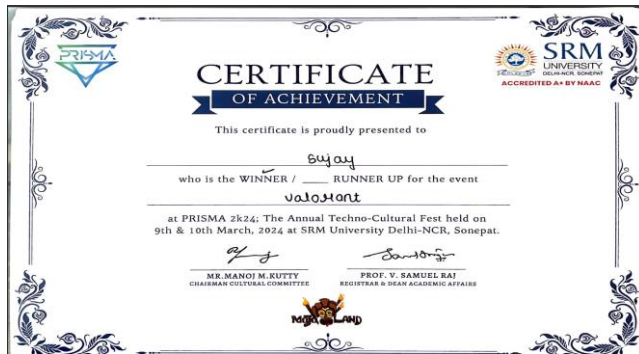 PRISMA
SRM
UNIVERSITY
DELHI-NCR, SONEPAT
ACCREDITED A+ BY NAAC
CERTIFICATE
OF ACHIEVEMENT
This certificate is proudly presented to
Sujay
who is the WINNER / ____ RUNNER UP for the event
Valorant
at PRISMA 2k24; The Annual Techno-Cultural Fest held on
9th & 10th March, 2024 at SRM University Delhi-NCR, Sonepat.
MR.MANOJ M.KUTTY
CHAIRMAN CULTURAL COMMITTEE
PROF. V. SAMUEL RAJ
REGISTRAR & DEAN ACADEMIC AFFAIRS
MOJO LAND